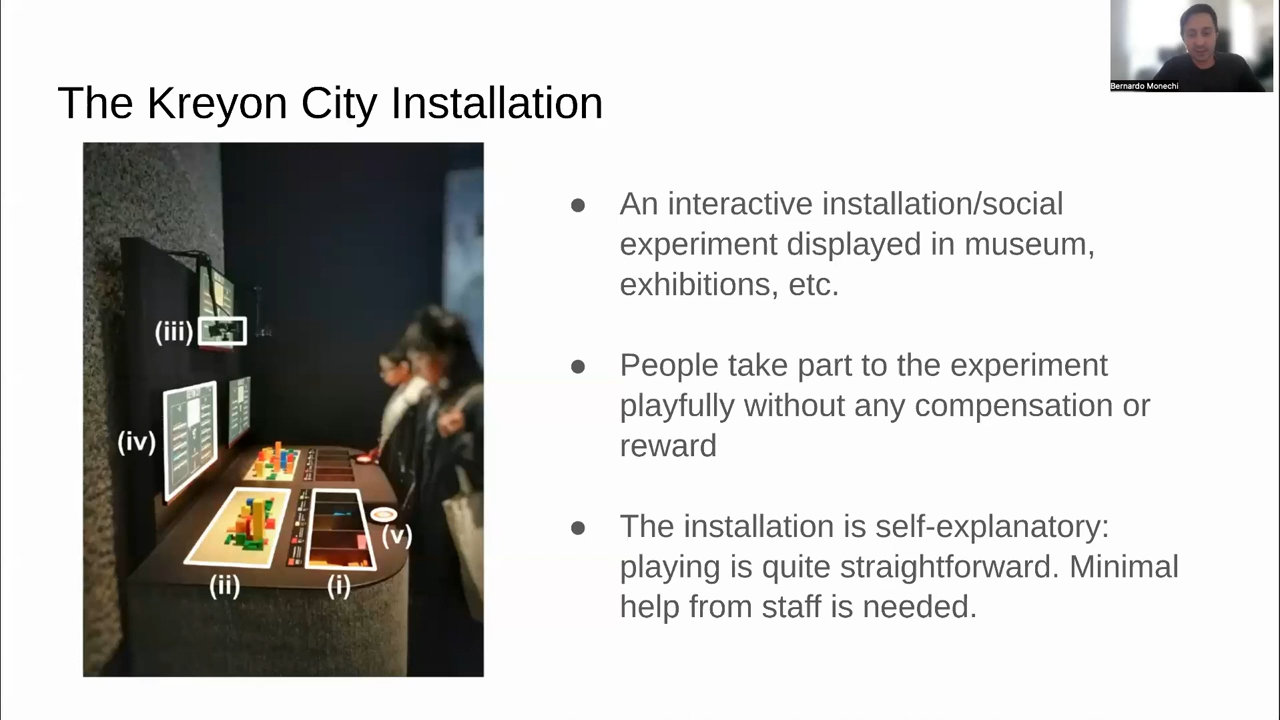 Bernardo Monechi
The Kreyon City Installation
(iii)
(iv)
(v)
(ii)
(i)
● An interactive installation/social
experiment displayed in museum,
exhibitions, etc.
● People take part to the experiment
playfully without any compensation or
reward
● The installation is self-explanatory:
playing is quite straightforward. Minimal
help from staff is needed.